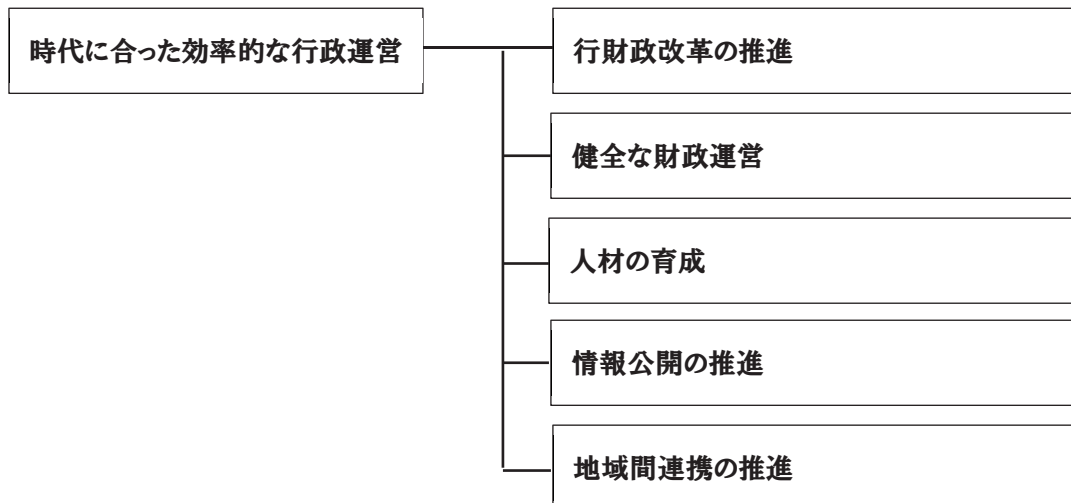 時代に合った効率的な行政運営
行財政改革の推進
健全な財政運営
人材の育成
情報公開の推進
地域間連携の推進